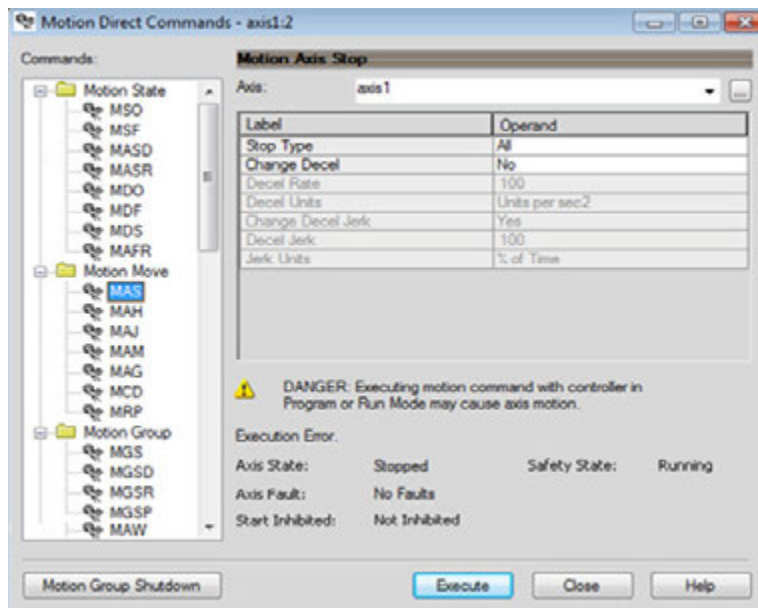 Motion Direct Commands - axis1:2
Commands:
Motion State
MSO
MSF
MASD
MASR
MDO
MDF
MDS
MAFR
Motion Move
MAS
MAH
MAJ
MAM
MAG
MCD
MRP
Motion Group
MGS
MGSD
MGSR
MGSP
MAW
Motion Axis Stop
Axis: axis1 ...
Label Operand
Stop Type All
Change Decel No
Decel Rate 100
Decel Units Units per sec2
Change Decel Jerk Yes
Decel Jerk 100
Jerk Units % of Time
DANGER: Executing motion command with controller in
Program or Run Mode may cause axis motion.
Execution Error.
Axis State: Stopped Safety State: Running
Axis Fault: No Faults
Start Inhibited: Not Inhibited
Motion Group Shutdown Execute Close Help